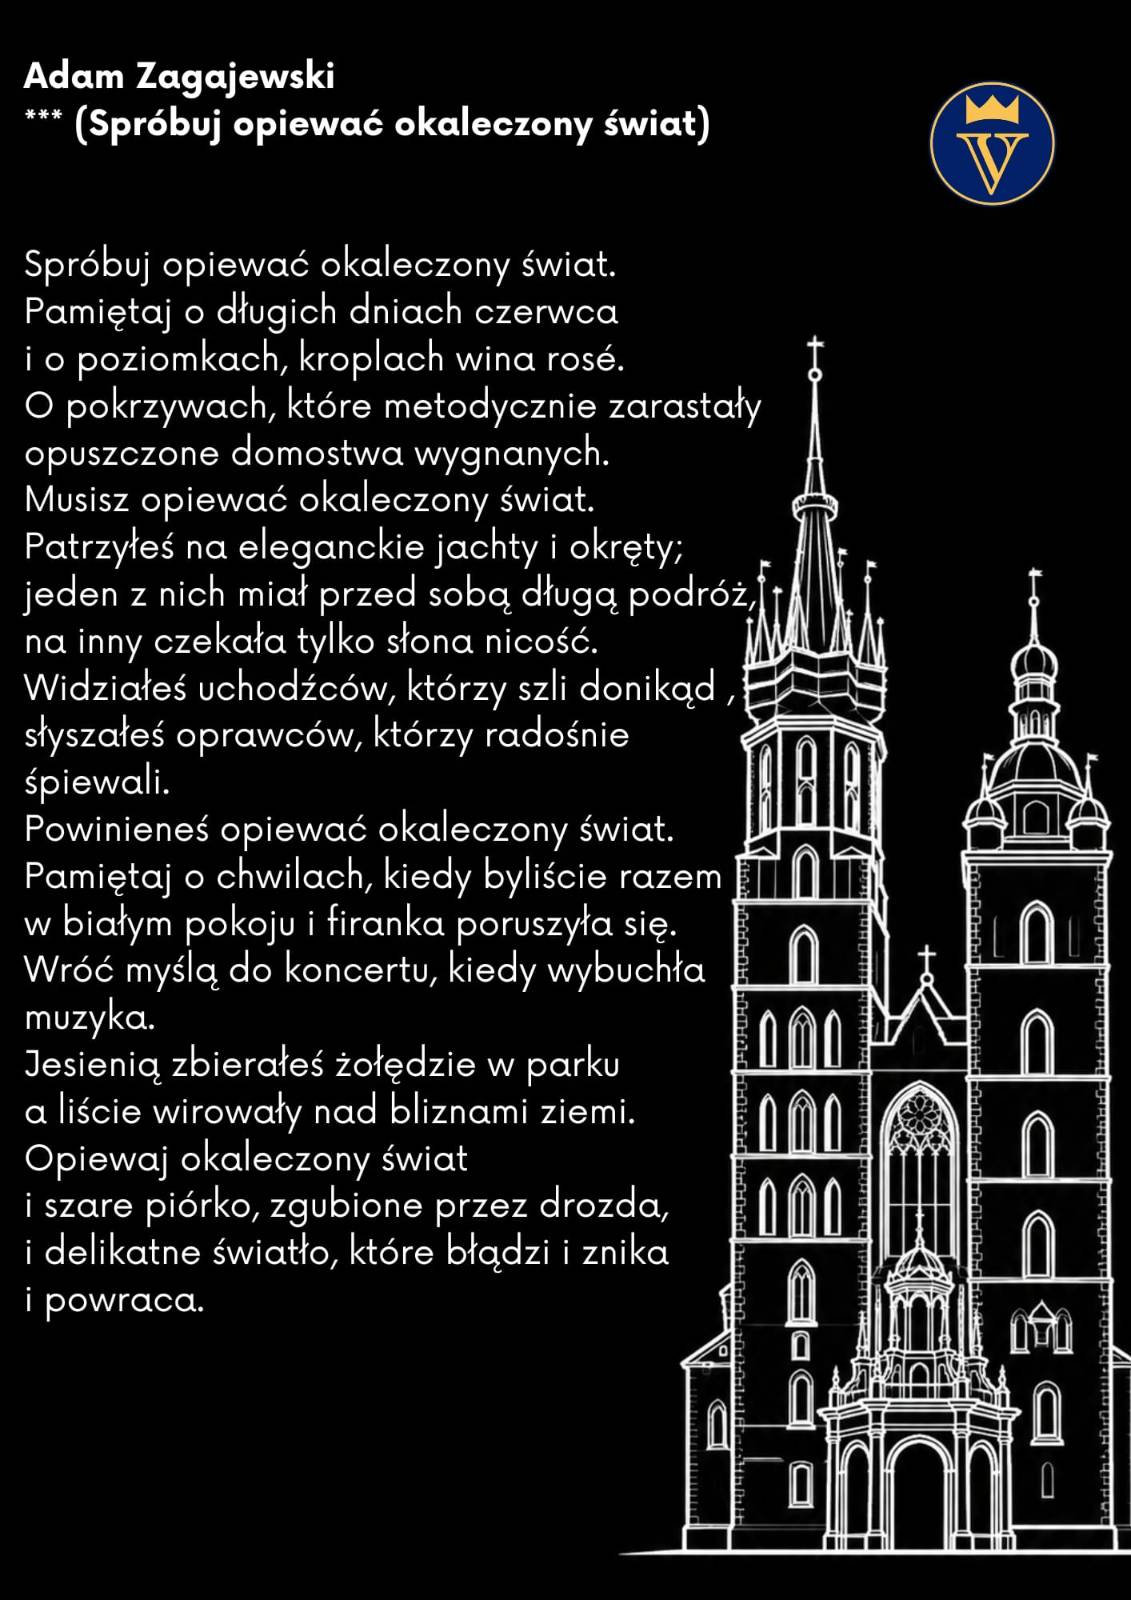 Adam Zagajewski
*** (Spróbuj opiewać okaleczony świat)
V
Spróbuj opiewać okaleczony świat.
Pamiętaj o długich dniach czerwca
i o poziomkach, kroplach wina rosé.
O pokrzywach, które metodycznie zarastały
opuszczone domostwa wygnanych.
Musisz opiewać okaleczony świat.
Patrzyłeś na eleganckie jachty i okręty;
jeden z nich miał przed sobą długą podróż,
na inny czekała tylko słona nicość.
Widziałeś uchodźców, którzy szli donikąd ,
słyszałeś oprawców, którzy radośnie
śpiewali.
Powinieneś opiewać okaleczony świat.
Pamiętaj o chwilach, kiedy byliście razem
w białym pokoju i firanka poruszyła się.
Wróć myślą do koncertu, kiedy wybuchła
muzyka.
Jesienią zbierałeś żołędzie w parku
a liście wirowały nad bliznami ziemi.
Opiewaj okaleczony świat
i szare piórko, zgubione przez drozda,
i delikatne światło, które błądzi i znika
i powraca.